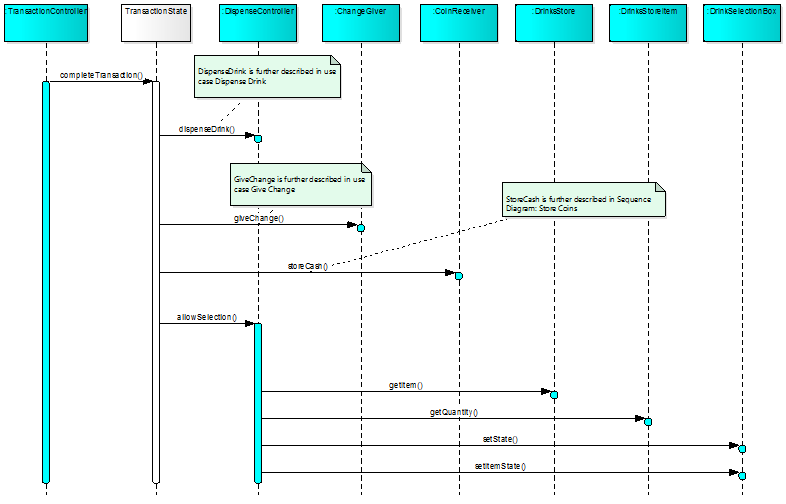 :TransactionController
TransactionState
:DispenseController
:ChangeGiver
:CoinReceiver
:DrinksStore
:DrinksStoreItem
:DrinkSelectionBox
completeTransaction()
DispenseDrink is further described in use
case Dispense Drink
dispenseDrink()
GiveChange is further described in use
case Give Change
StoreCash is further described in Sequence
Diagram: Store Coins
giveChange()
storeCash()
allowSelection()
getItem()
getQuantity()
setState()
setItemState()